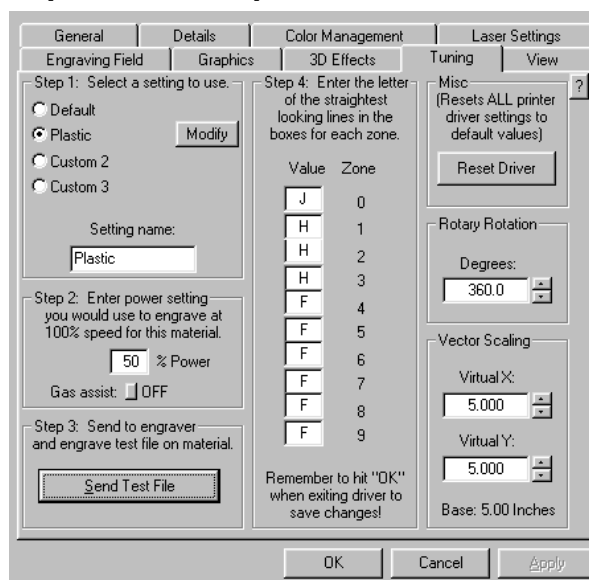 General Details Color Management Laser Settings
Engraving Field Graphics 3D Effects Tuning View
Step 1: Select a setting to use.
Default
Plastic Modify
Custom 2
Custom 3
Setting name:
Plastic
Step 2: Enter power setting
you would use to engrave at
100% speed for this material.
50 % Power
Gas assist: OFF
Step 3: Send to engraver
and engrave test file on material.
Send Test File
Step 4: Enter the letter
of the straightest
looking lines in the
boxes for each zone.
Value Zone
J 0
H 1
H 2
H 3
F 4
F 5
F 6
F 7
F 8
F 9
Remember to hit "OK"
when exiting driver to
save changes!
Misc
?
(Resets ALL printer
driver settings to
default values)
Reset Driver
Rotary Rotation
Degrees:
360.0
Vector Scaling
Virtual X:
5.000
Virtual Y:
5.000
Base: 5.00 Inches
OK Cancel Apply